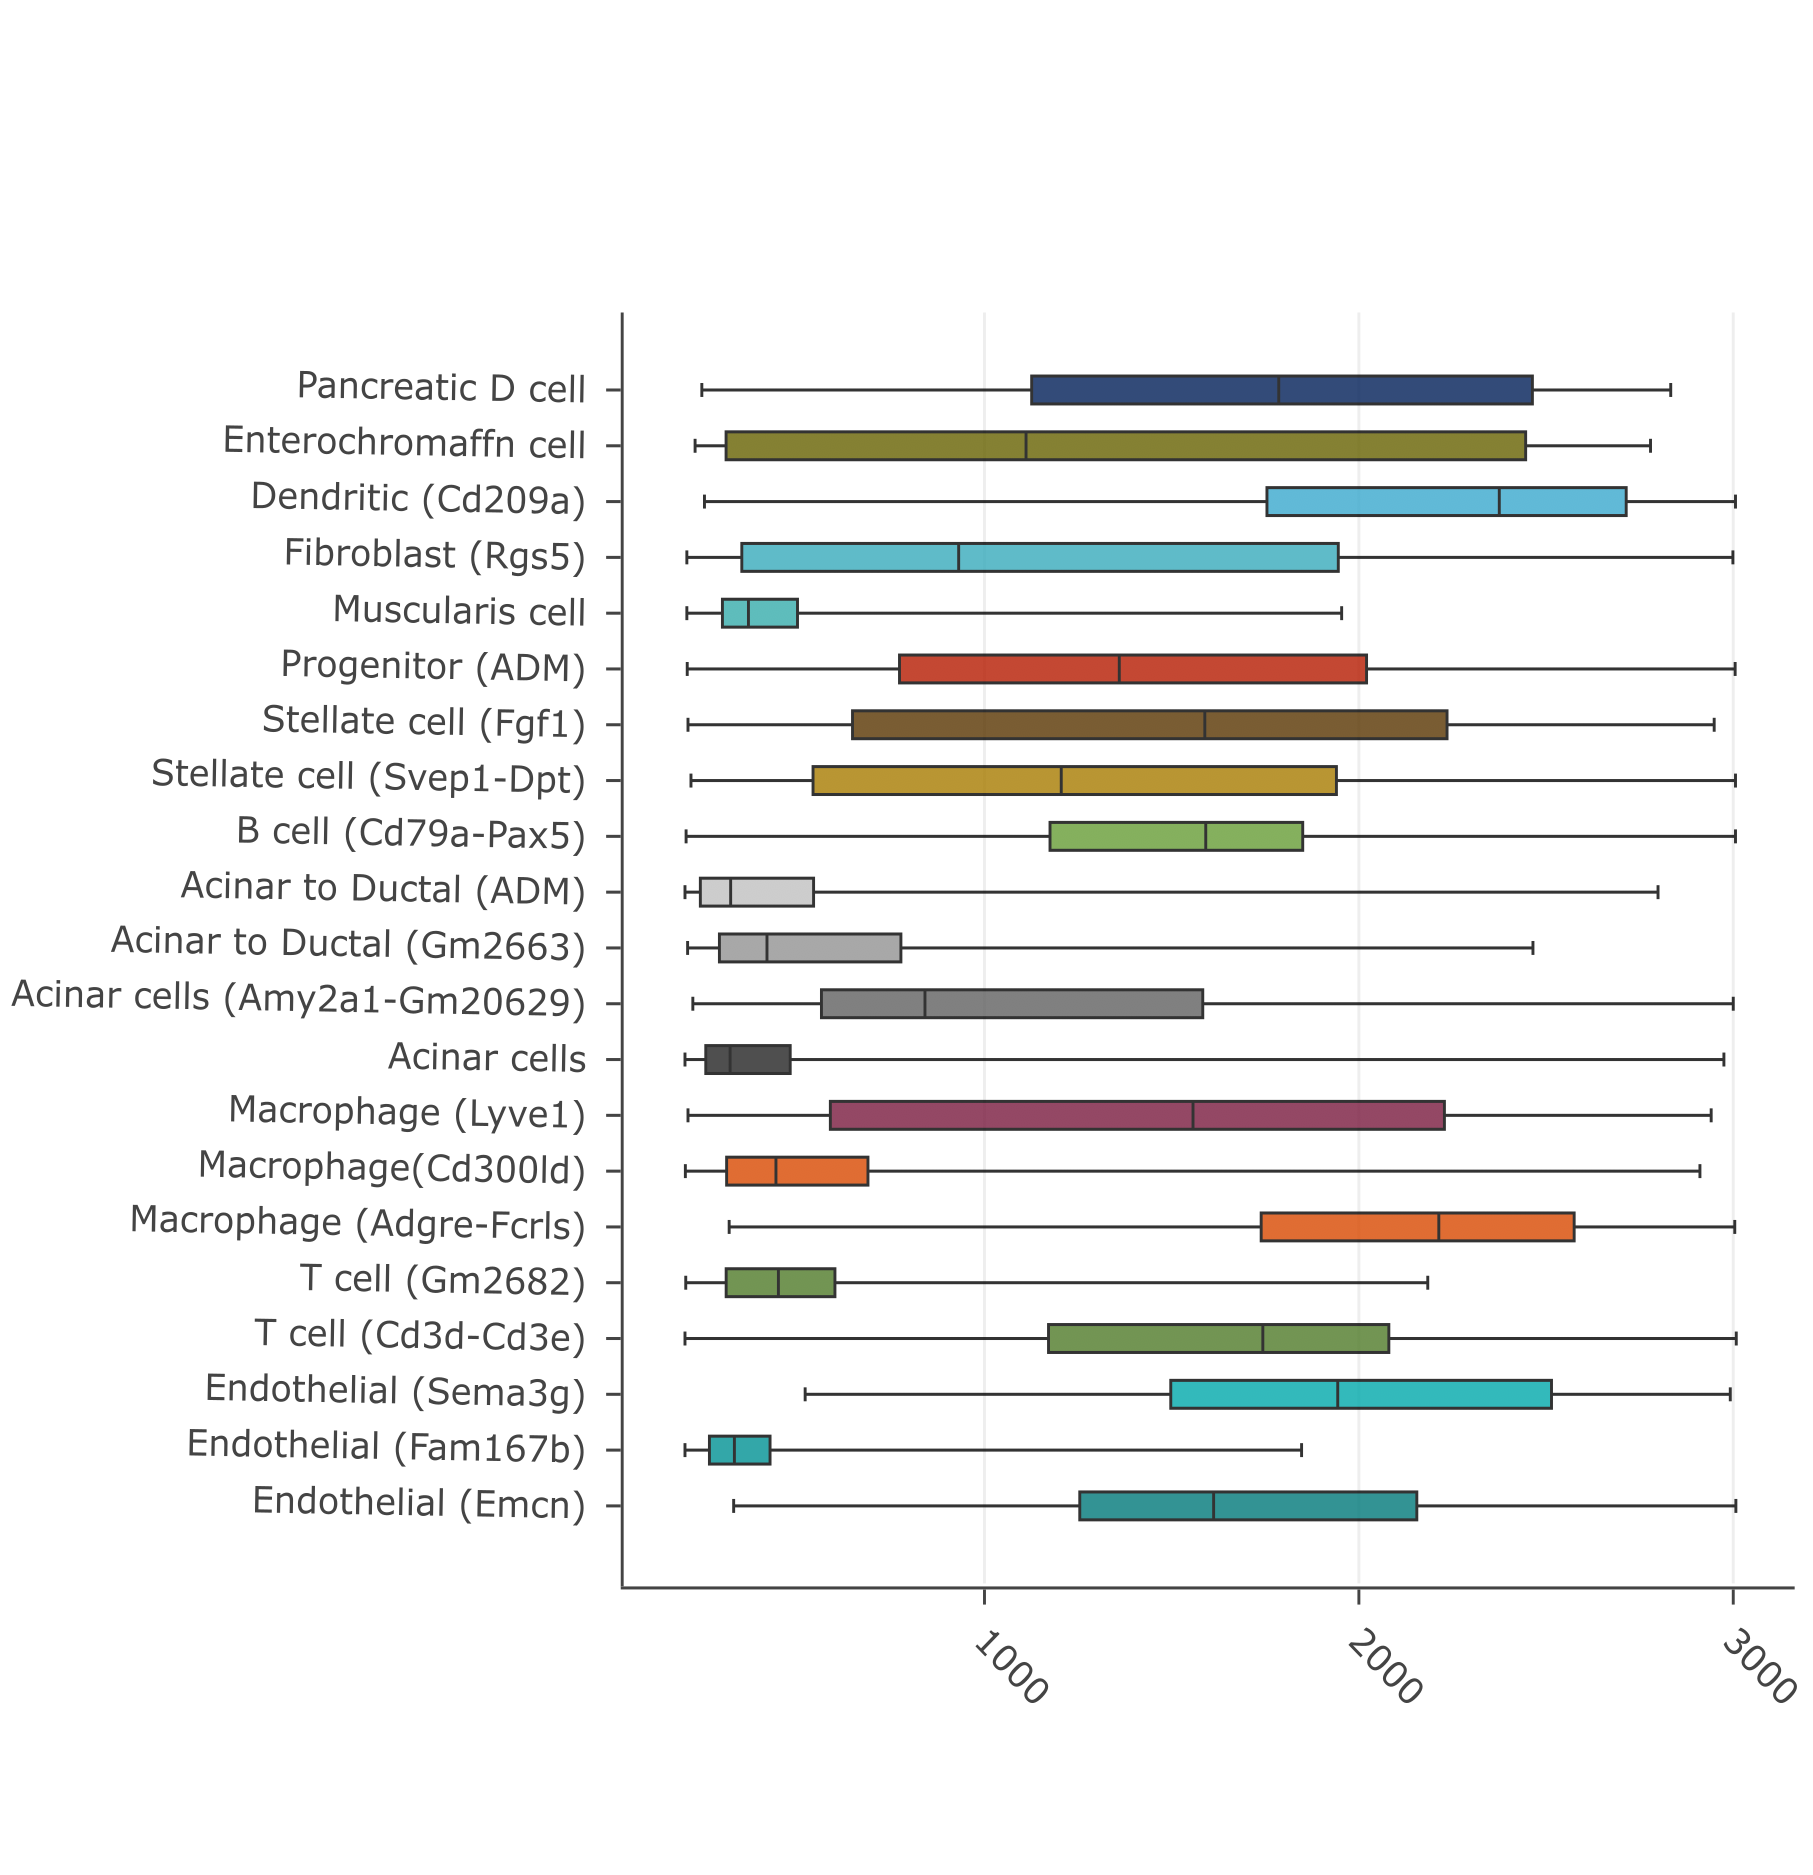 Pancreatic D cell
Enterochromaffn cell
Dendritic (Cd209a)
Fibroblast (Rgs5)
Muscularis cell
Progenitor (ADM)
Stellate cell (Fgf1)
Stellate cell (Svep1-Dpt)
B cell (Cd79a-Pax5)
Acinar to Ductal (ADM)
Acinar to Ductal (Gm2663)
Acinar cells (Amy2a1-Gm20629)
Acinar cells
Macrophage (Lyve1)
Macrophage(Cd300ld)
Macrophage (Adgre-Fcrls)
T cell (Gm2682)
T cell (Cd3d-Cd3e)
Endothelial (Sema3g)
Endothelial (Fam167b)
Endothelial (Emcn)
1000
2000
3000